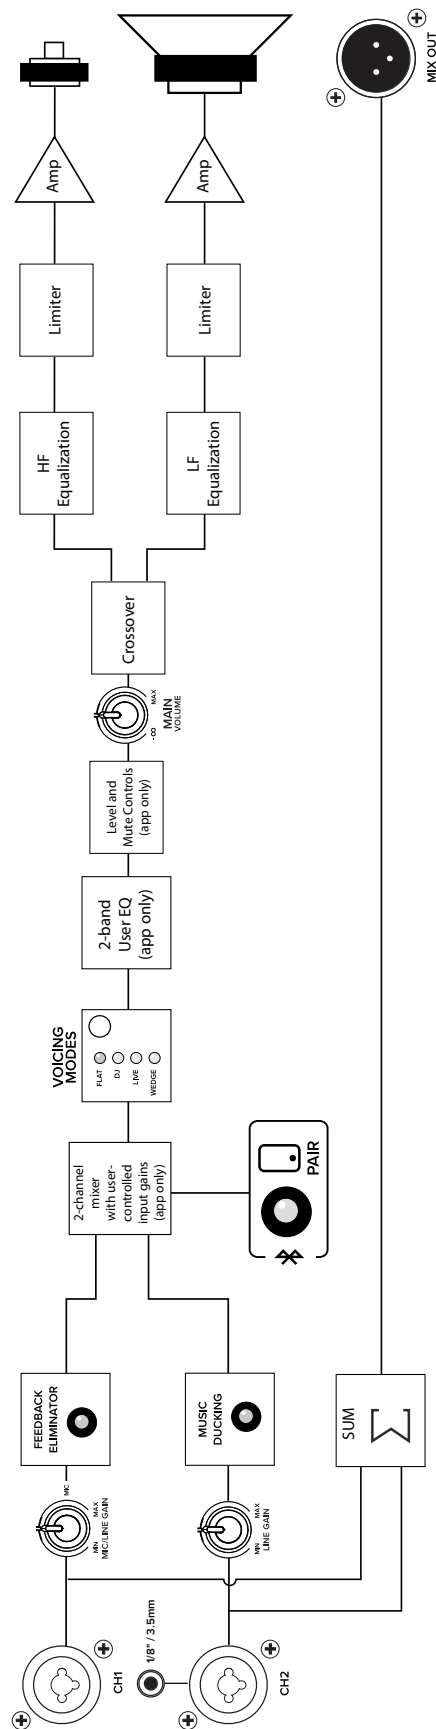 CH1
1/8" / 3.5mm
CH2
MIN
MAX
MIC/LINE GAIN
MIC
MIN
MAX
LINE GAIN
FEEDBACK
ELIMINATOR
MUSIC
DUCKING
SUM
Σ
PAIR
2-channel
mixer
with user-
controlled
input gains
(app only)
VOICING
MODES
FLAT
DJ
LIVE
WEDGE
2-band
User EQ
(app only)
Level and
Mute Controls
(app only)
-∞
MAX
MAIN
VOLUME
Crossover
HF
Equalization
LF
Equalization
Limiter
Limiter
Amp
Amp
MIX OUT